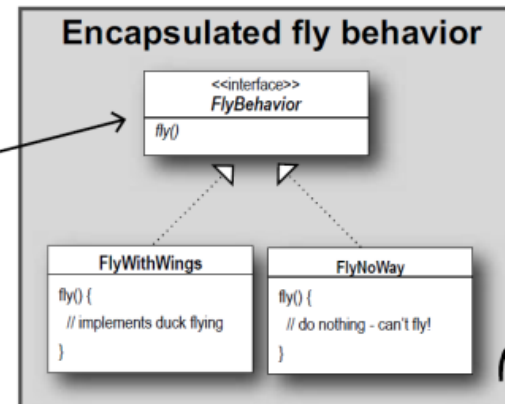 Encapsulated fly behavior
<<interface>>
FlyBehavior
fly()
FlyWithWings
fly() {
// implements duck flying
}
FlyNoWay
fly() {
// do nothing - can't fly!
}